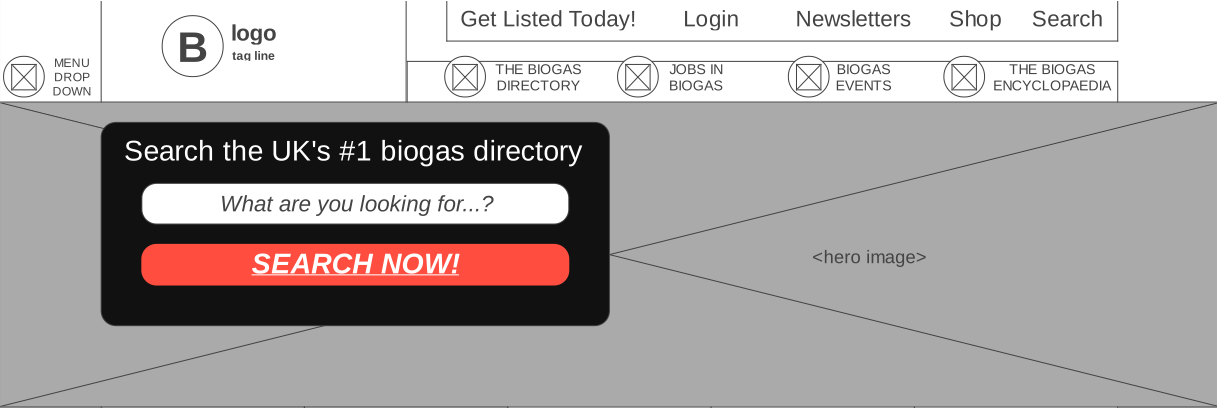 Get Listed Today! Login Newsletters Shop Search
B logo
tag line
MENU
DROP
DOWN
THE BIOGAS
DIRECTORY
JOBS IN
BIOGAS
BIOGAS
EVENTS
THE BIOGAS
ENCYCLOPAEDIA
Search the UK's #1 biogas directory
What are you looking for...?
SEARCH NOW!
<hero image>